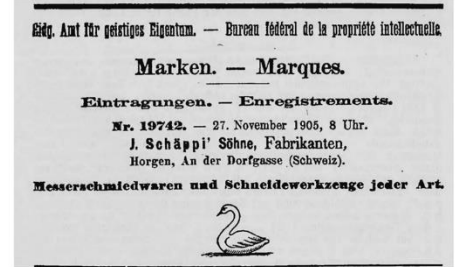 Eidg. Amt für geistiges Eigentum. — Bureau fédéral de la propriété intellectuelle.
Marken. — Marques.
Eintragungen. — Enregistrements.
Nr. 19742. — 27. November 1905, 8 Uhr.
J. Schäppi' Söhne, Fabrikanten,
Horgen, An der Dorfgasse (Schweiz).
Messerschmiedwaren und Schneidewerkzeuge jeder Art.